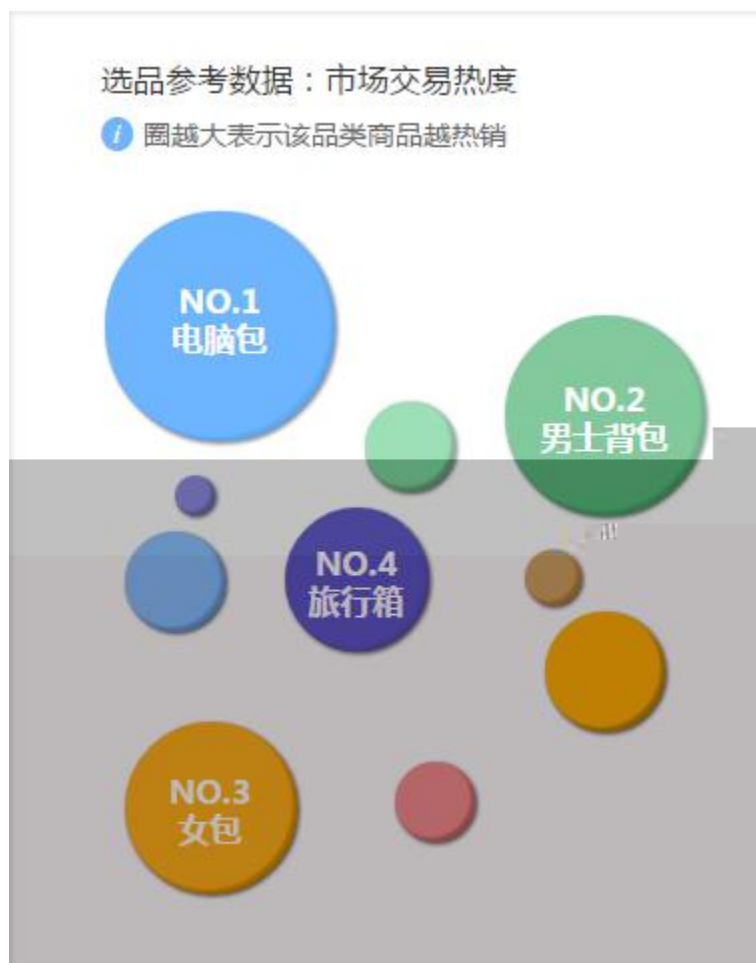 选品参考数据：市场交易热度
i 圈越大表示该品类商品越热销
NO.1
电脑包
NO.2
男士背包
NO.4
旅行箱
NO.3
女包